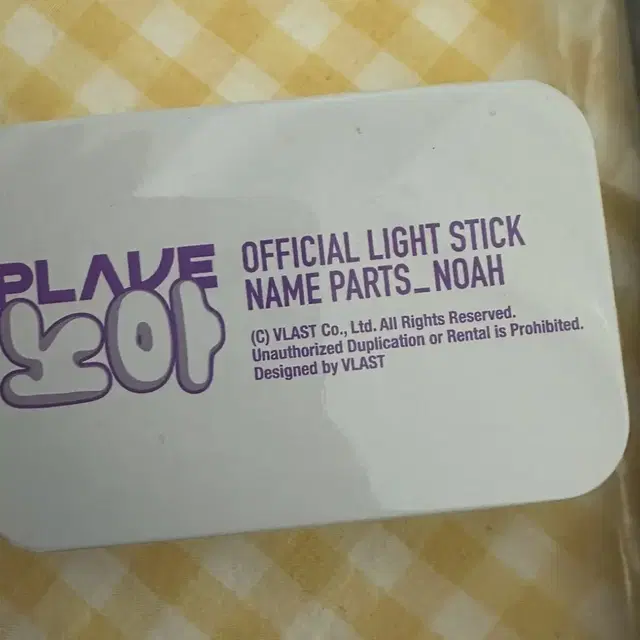 PLAVE
노아
OFFICIAL LIGHT STICK
NAME PARTS_NOAH
(C) VLAST Co., Ltd. All Rights Reserved.
Unauthorized Duplication or Rental is Prohibited.
Designed by VLAST